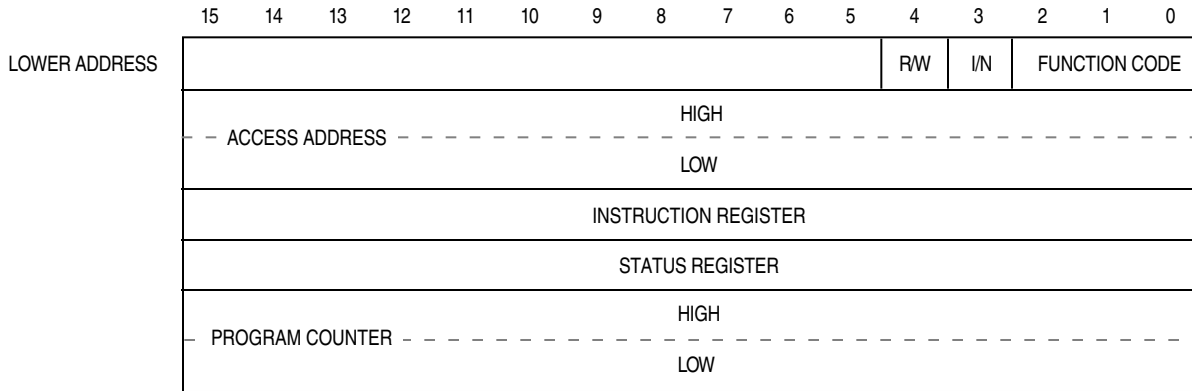 15 14 13 12 11 10 9 8 7 6 5 4 3 2 1 0
LOWER ADDRESS R/W I/N FUNCTION CODE
HIGH
ACCESS ADDRESS
LOW
INSTRUCTION REGISTER
STATUS REGISTER
HIGH
PROGRAM COUNTER
LOW